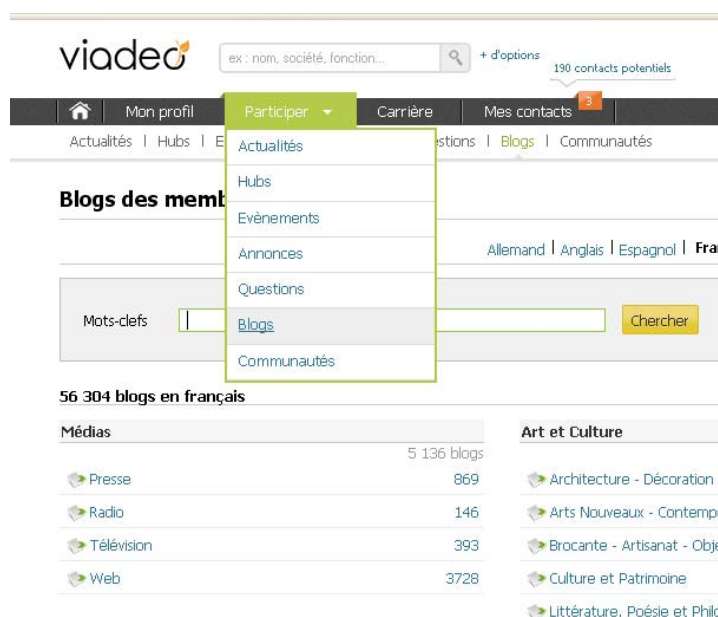 viadeo
ex : nom, société, fonction...
+ d'options
190 contacts potentiels
Mon profil Participer Carrière Mes contacts 3
Actualités | Hubs | E stions | Blogs | Communautés
Actualités
Hubs
Evènements
Annonces
Questions
Blogs
Communautés
Blogs des memb
Allemand | Anglais | Espagnol | Fra
Mots-clefs
Chercher
56 304 blogs en français
Médias
5 136 blogs
Presse 869
Radio 146
Télévision 393
Web 3728
Art et Culture
Architecture - Décoration
Arts Nouveaux - Contemp
Brocante - Artisanat - Obje
Culture et Patrimoine
Littérature, Poésie et Philo